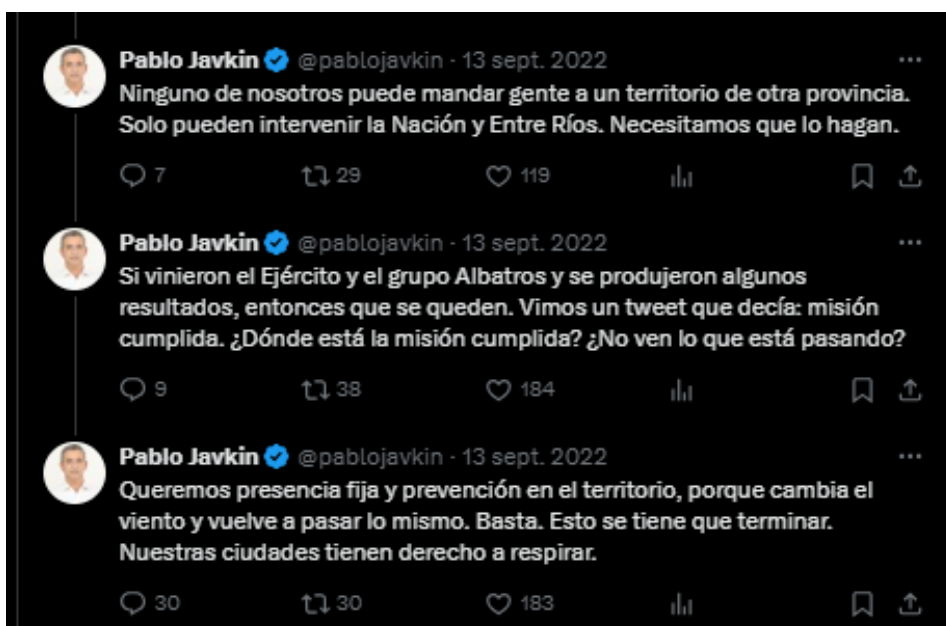 Pablo Javkin @pablojavkin · 13 sept. 2022
Ninguno de nosotros puede mandar gente a un territorio de otra provincia.
Solo pueden intervenir la Nación y Entre Ríos. Necesitamos que lo hagan.
7 29 119
Pablo Javkin @pablojavkin · 13 sept. 2022
Si vinieron el Ejército y el grupo Albatros y se produjeron algunos
resultados, entonces que se queden. Vimos un tweet que decía: misión
cumplida. ¿Dónde está la misión cumplida? ¿No ven lo que está pasando?
9 38 184
Pablo Javkin @pablojavkin · 13 sept. 2022
Queremos presencia fija y prevención en el territorio, porque cambia el
viento y vuelve a pasar lo mismo. Basta. Esto se tiene que terminar.
Nuestras ciudades tienen derecho a respirar.
30 30 183